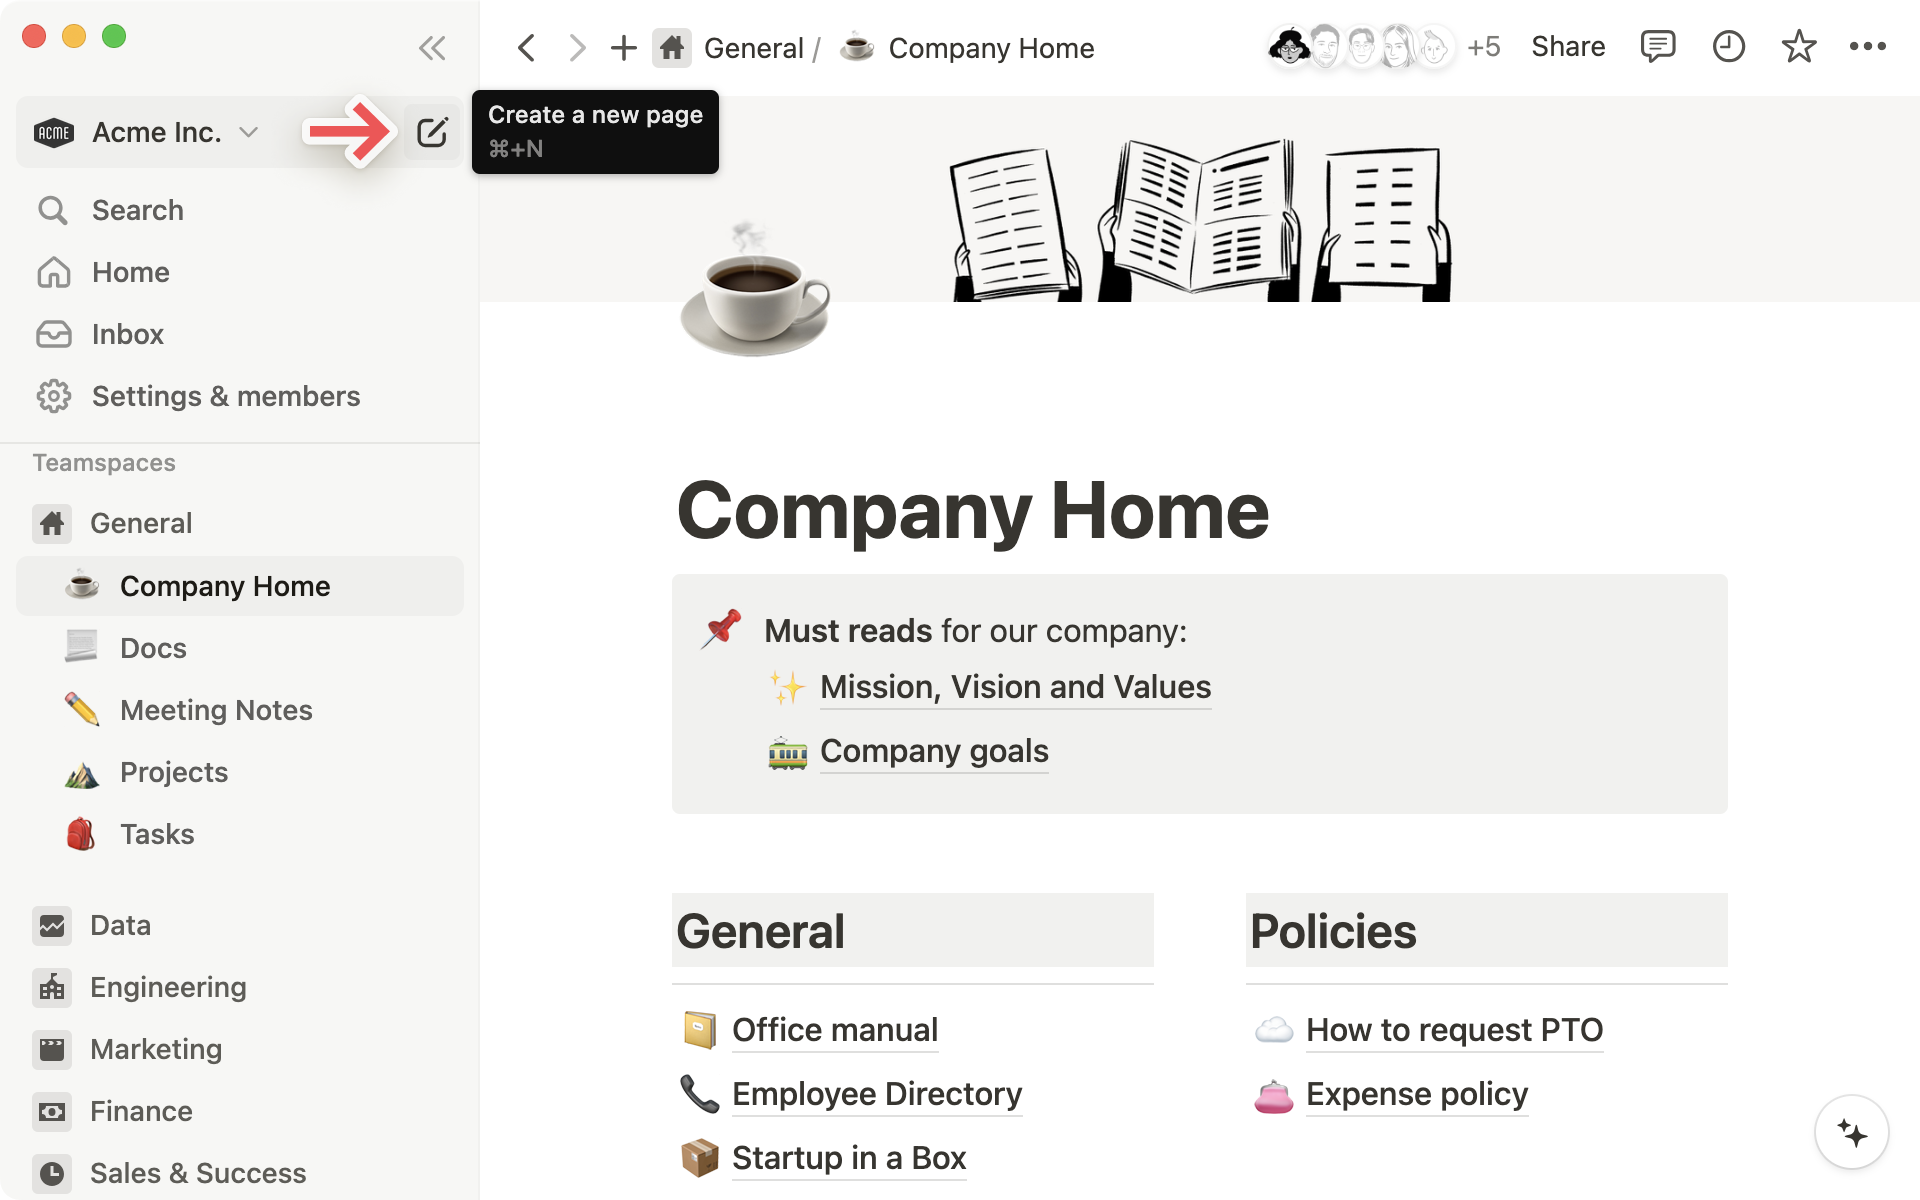 General / Company Home
+5 Share
ACME Acme Inc.
Create a new page
⌘+N
Search
Home
Inbox
Settings & members
Teamspaces
General
Company Home
Docs
Meeting Notes
Projects
Tasks
Data
Engineering
Marketing
Finance
Sales & Success
Company Home
Must reads for our company:
Mission, Vision and Values
Company goals
General
Office manual
Employee Directory
Startup in a Box
Policies
How to request PTO
Expense policy